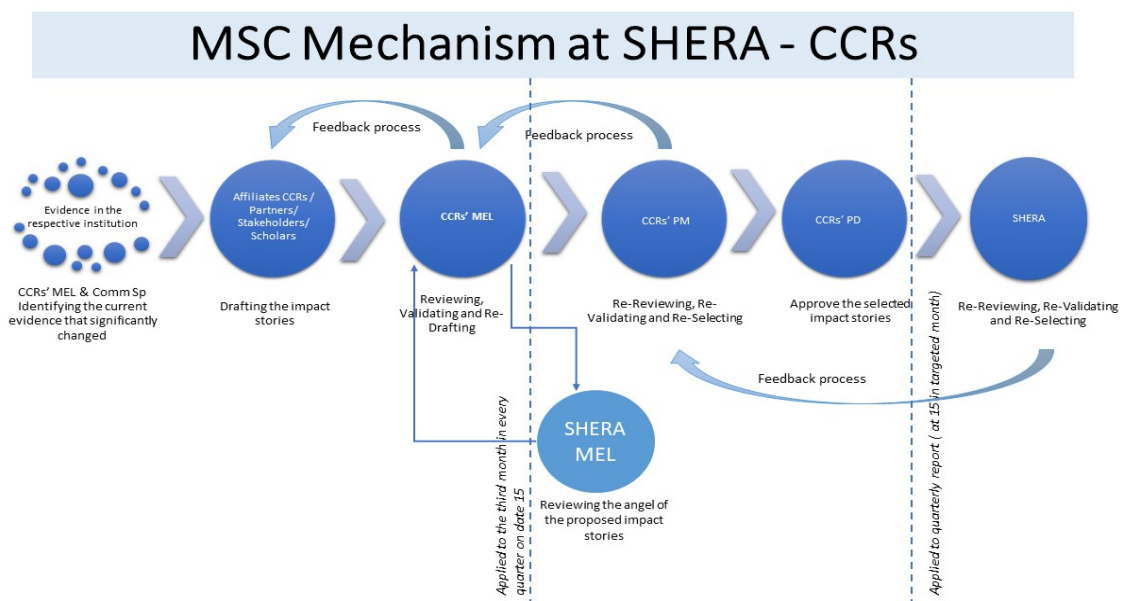 MSC Mechanism at SHERA - CCRs
Feedback process
Feedback process
Evidence in the
respective institution
CCRs' MEL & Comm Sp
Identifying the current
evidence that significantly
changed
Affiliates CCRs /
Partners/
Stakeholders/
Scholars
Drafting the impact
stories
CCRs' MEL
Reviewing,
Validating and Re-
Drafting
CCRs' PM
Re-Reviewing, Re-
Validating and Re-Selecting
CCRs' PD
Approve the selected
impact stories
SHERA
Re-Reviewing, Re-Validating
and Re-Selecting
Feedback process
SHERA
MEL
Reviewing the angel of
the proposed impact
stories
Applied to the third month in every
quarter on date 15
Applied to quarterly report ( at 15 in targeted month)